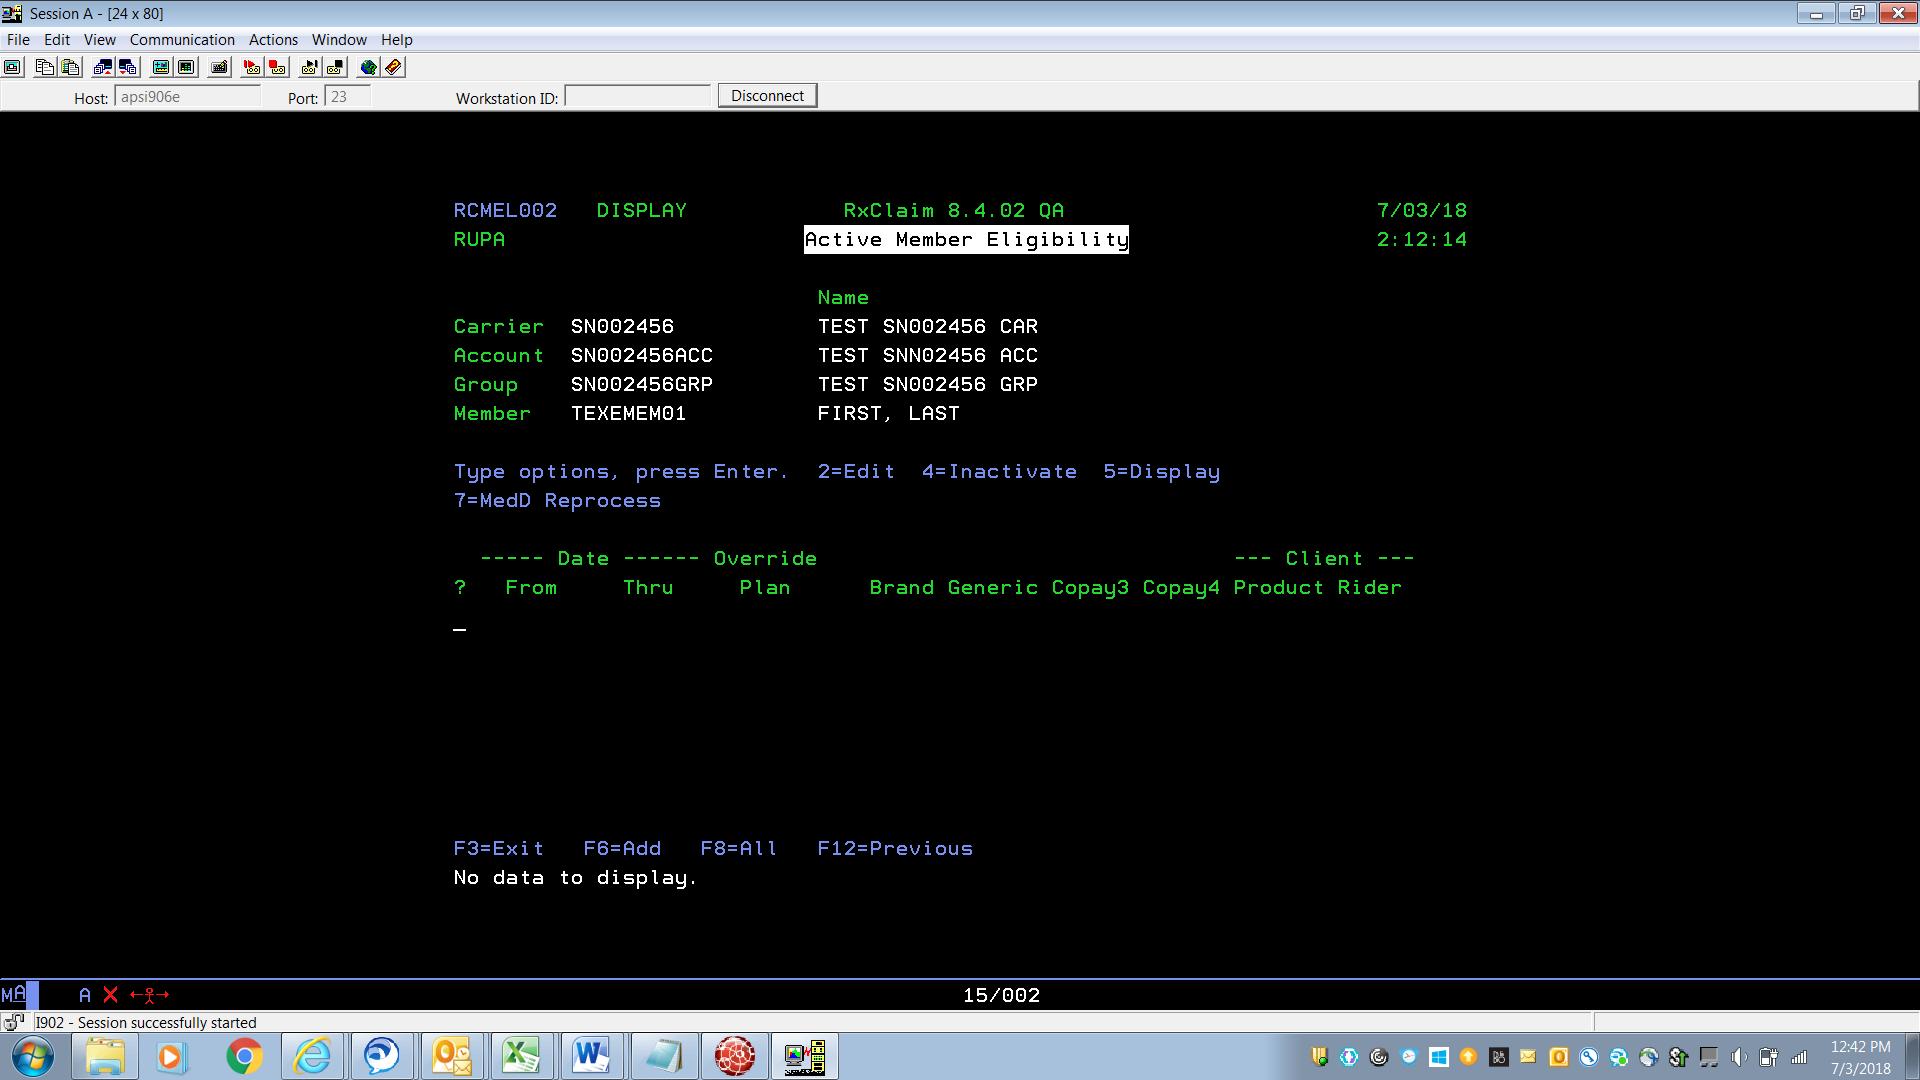 Session A - [24 x 80]
File Edit View Communication Actions Window Help
Host: apsi906e Port: 23 Workstation ID: Disconnect
RCMEL002 DISPLAY RxClaim 8.4.02 QA 7/03/18
RUPA Active Member Eligibility 2:12:14
Name
Carrier SN002456 TEST SN002456 CAR
Account SN002456ACC TEST SNN02456 ACC
Group SN002456GRP TEST SN002456 GRP
Member TEXEMEM01 FIRST, LAST
Type options, press Enter. 2=Edit 4=Inactivate 5=Display
7=MedD Reprocess
----- Date ------ Override --- Client ---
? From Thru Plan Brand Generic Copay3 Copay4 Product Rider
_
F3=Exit F6=Add F8=All F12=Previous
No data to display.
MA A X 15/002
I902 - Session successfully started
12:42 PM
7/3/2018